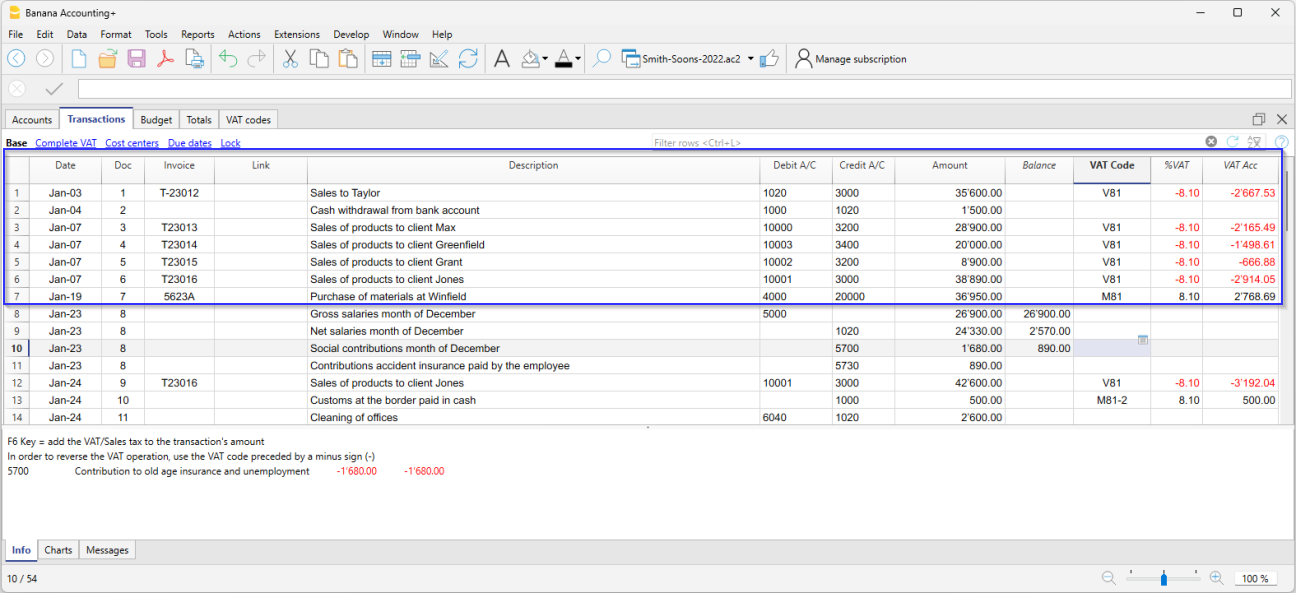 Banana Accounting+
File Edit Data Format Tools Reports Actions Extensions Develop Window Help
Smith-Soons-2022.ac2 Manage subscription
Accounts Transactions Budget Totals VAT codes
Base Complete VAT Cost centers Due dates Lock Filter rows <Ctrl+L>
Date Doc Invoice Link Description Debit A/C Credit A/C Amount Balance VAT Code %VAT VAT Acc
1 Jan-03 1 T-23012 Sales to Taylor 1020 3000 35'600.00 V81 -8.10 -2'667.53
2 Jan-04 2 Cash withdrawal from bank account 1000 1020 1'500.00
3 Jan-07 3 T23013 Sales of products to client Max 10000 3200 28'900.00 V81 -8.10 -2'165.49
4 Jan-07 4 T23014 Sales of products to client Greenfield 10003 3400 20'000.00 V81 -8.10 -1'498.61
5 Jan-07 5 T23015 Sales of products to client Grant 10002 3200 8'900.00 V81 -8.10 -666.88
6 Jan-07 6 T23016 Sales of products to client Jones 10001 3000 38'890.00 V81 -8.10 -2'914.05
7 Jan-19 7 5623A Purchase of materials at Winfield 4000 20000 36'950.00 M81 8.10 2'768.69
8 Jan-23 8 Gross salaries month of December 5000 26'900.00 26'900.00
9 Jan-23 8 Net salaries month of December 1020 24'330.00 2'570.00
10 Jan-23 8 Social contributions month of December 5700 1'680.00 890.00
11 Jan-23 8 Contributions accident insurance paid by the employee 5730 890.00
12 Jan-24 9 T23016 Sales of products to client Jones 10001 3000 42'600.00 V81 -8.10 -3'192.04
13 Jan-24 10 Customs at the border paid in cash 1000 500.00 M81-2 8.10 500.00
14 Jan-24 11 Cleaning of offices 6040 1020 2'600.00
F6 Key = add the VAT/Sales tax to the transaction's amount
In order to reverse the VAT operation, use the VAT code preceded by a minus sign (-)
5700 Contribution to old age insurance and unemployment -1'680.00 -1'680.00
Info Charts Messages
10 / 54 100 %